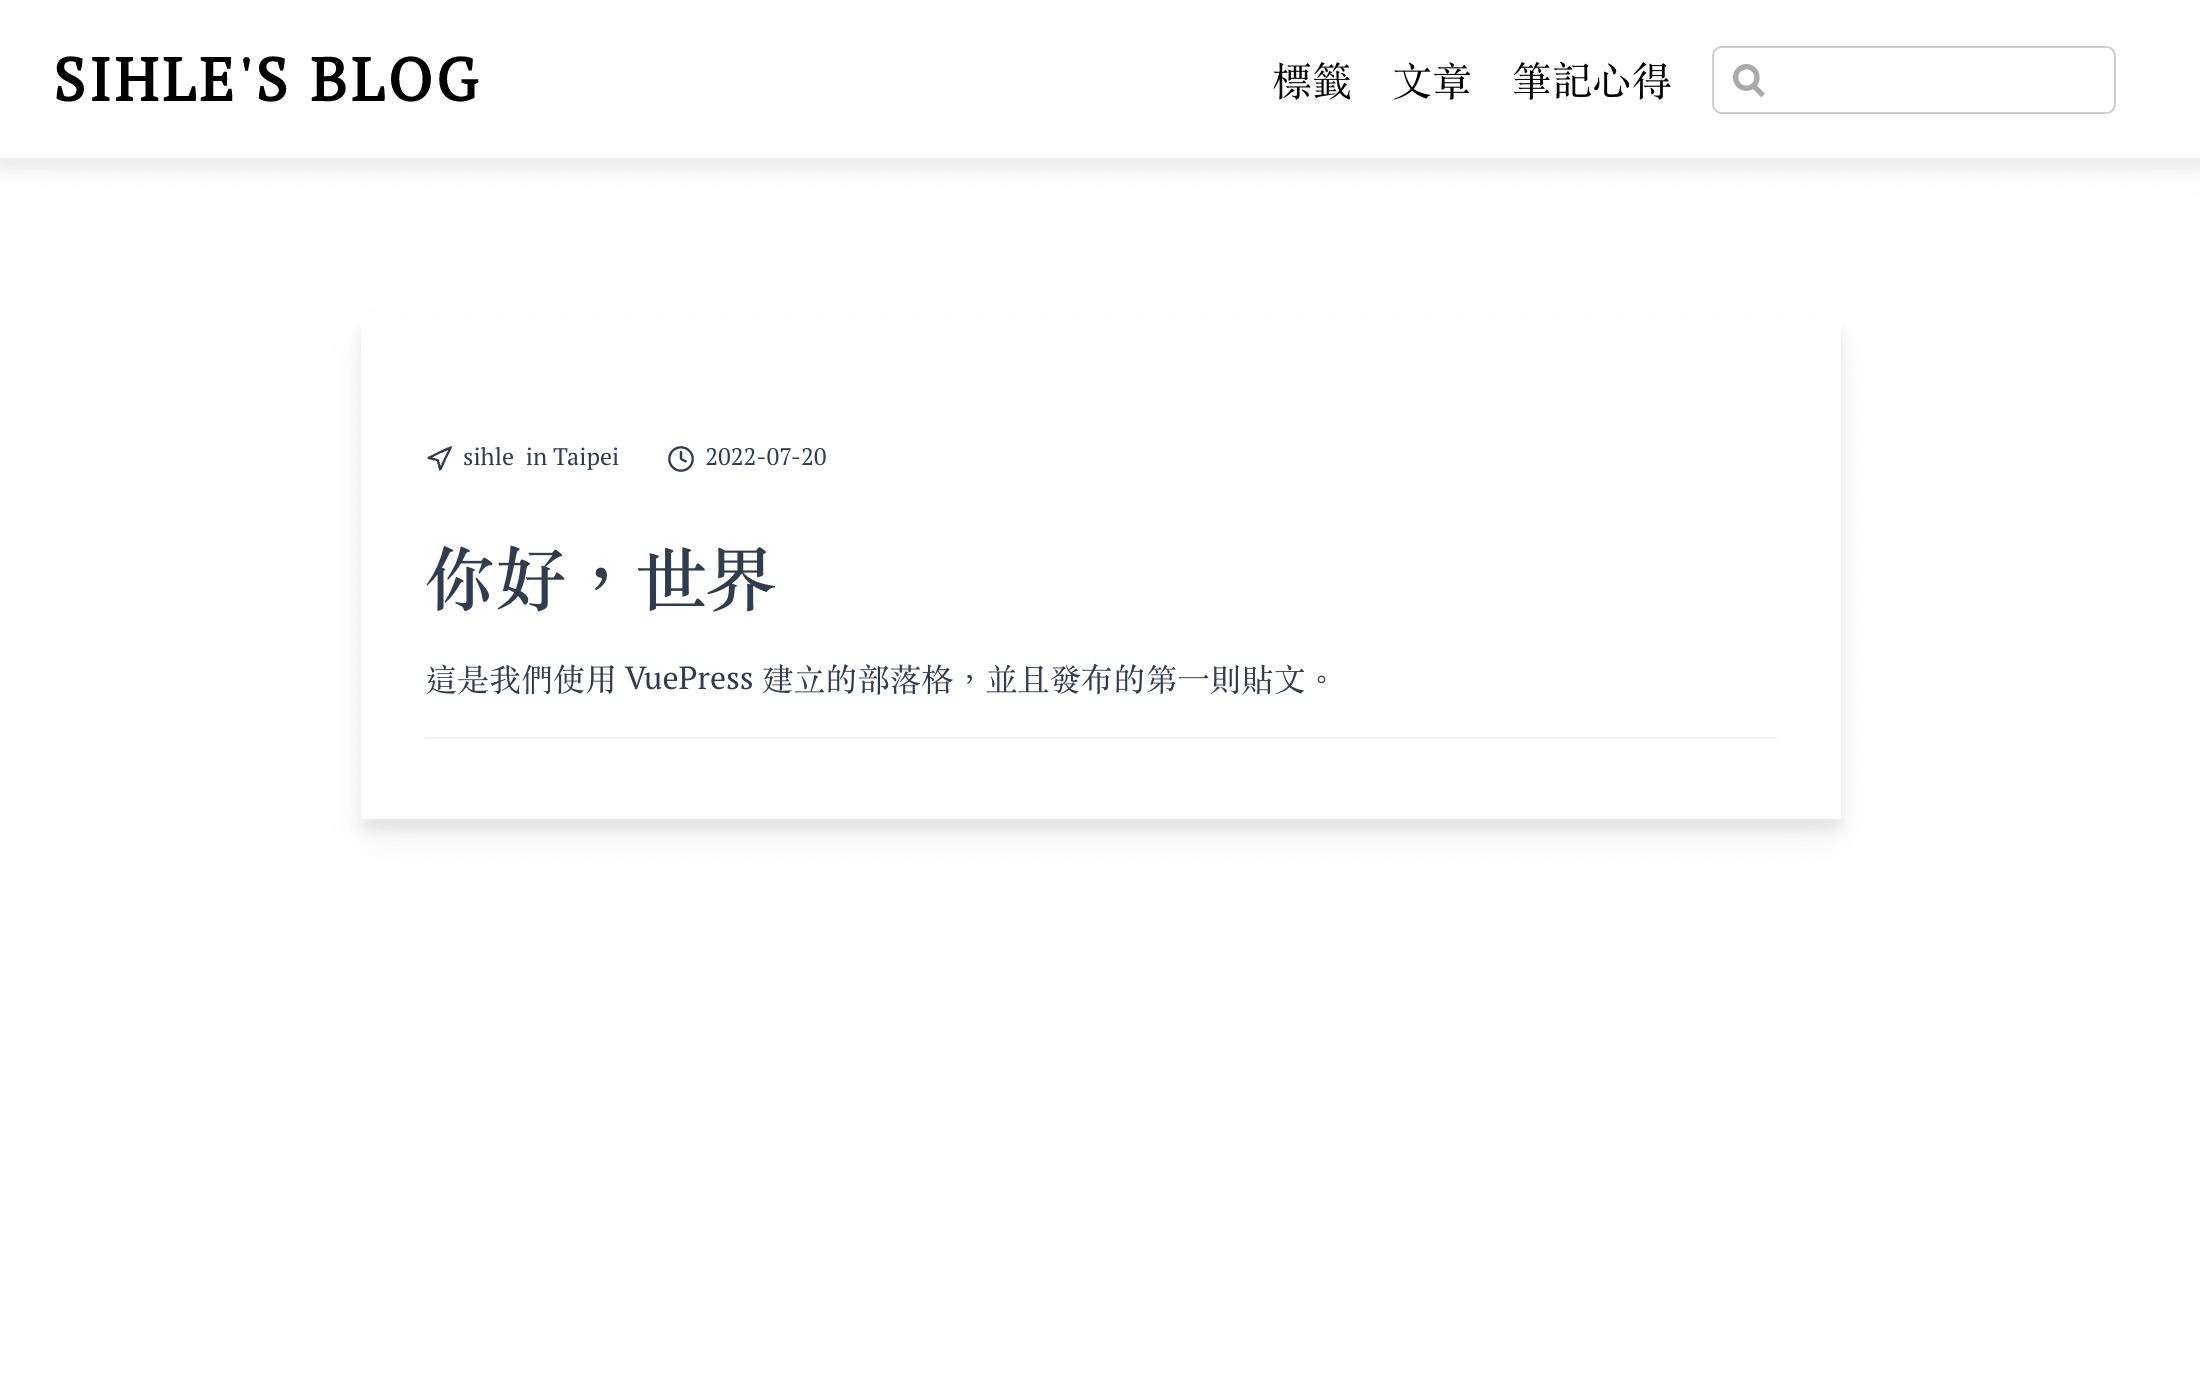 SIHLE'S BLOG
標籤 文章 筆記心得
sihle in Taipei 2022-07-20
你好，世界
這是我們使用 VuePress 建立的部落格，並且發布的第一則貼文。